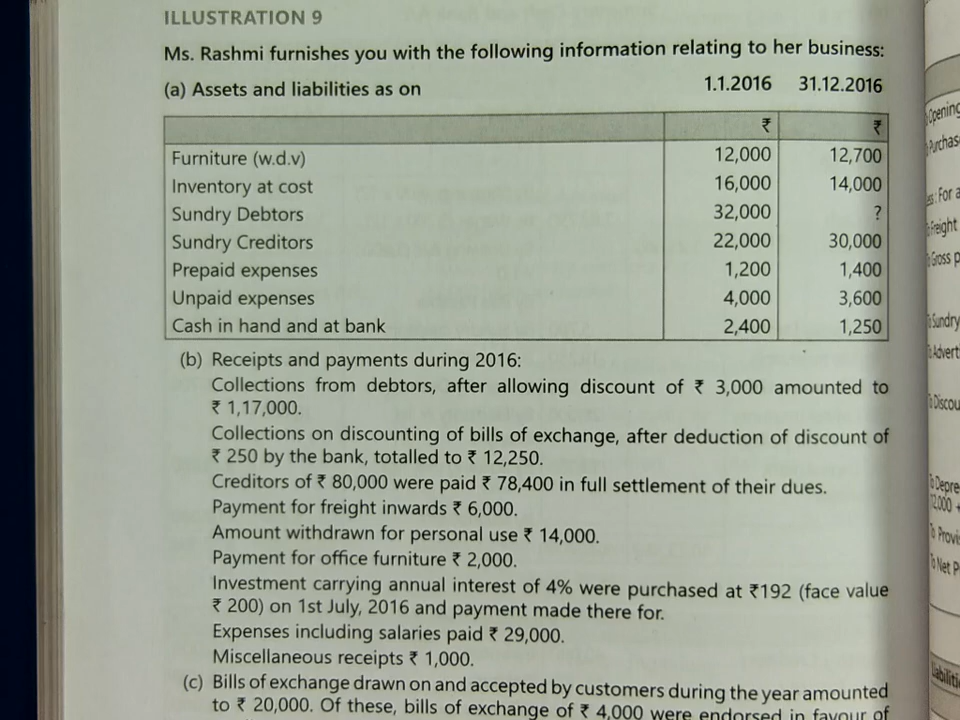 ILLUSTRATION 9
Ms. Rashmi furnishes you with the following information relating to her business:
(a) Assets and liabilities as on 1.1.2016 31.12.2016
₹ ₹
Furniture (w.d.v) 12,000 12,700
Inventory at cost 16,000 14,000
Sundry Debtors 32,000 ?
Sundry Creditors 22,000 30,000
Prepaid expenses 1,200 1,400
Unpaid expenses 4,000 3,600
Cash in hand and at bank 2,400 1,250
(b) Receipts and payments during 2016:
Collections from debtors, after allowing discount of ₹ 3,000 amounted to
₹ 1,17,000.
Collections on discounting of bills of exchange, after deduction of discount of
₹ 250 by the bank, totalled to ₹ 12,250.
Creditors of ₹ 80,000 were paid ₹ 78,400 in full settlement of their dues.
Payment for freight inwards ₹ 6,000.
Amount withdrawn for personal use ₹ 14,000.
Payment for office furniture ₹ 2,000.
Investment carrying annual interest of 4% were purchased at ₹192 (face value
₹ 200) on 1st July, 2016 and payment made there for.
Expenses including salaries paid ₹ 29,000.
Miscellaneous receipts ₹ 1,000.
(c) Bills of exchange drawn on and accepted by customers during the year amounted
to ₹ 20,000. Of these, bills of exchange of ₹ 4,000 were endorsed in favour of